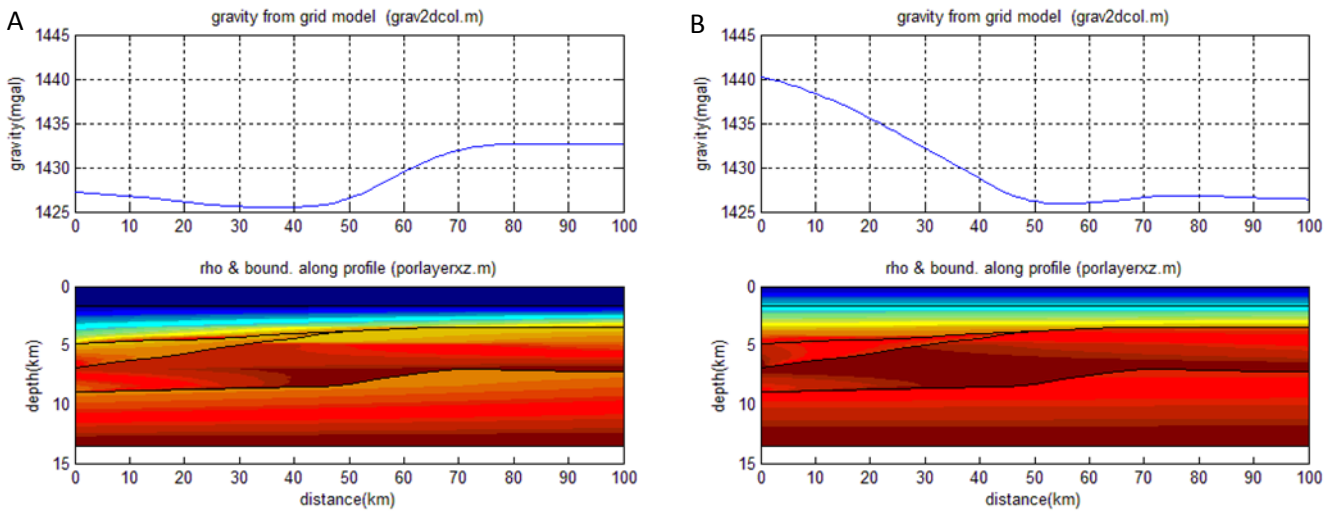 A
gravity from grid model (grav2dcol.m)
1445
1440
1435
1430
1425
gravity(mgal)
0 10 20 30 40 50 60 70 80 90 100
rho & bound. along profile (porlayerxz.m)
0
5
10
15
depth(km)
0 10 20 30 40 50 60 70 80 90 100
distance(km)
B
gravity from grid model (grav2dcol.m)
1445
1440
1435
1430
1425
gravity(mgal)
0 10 20 30 40 50 60 70 80 90 100
rho & bound. along profile (porlayerxz.m)
0
5
10
15
depth(km)
0 10 20 30 40 50 60 70 80 90 100
distance(km)